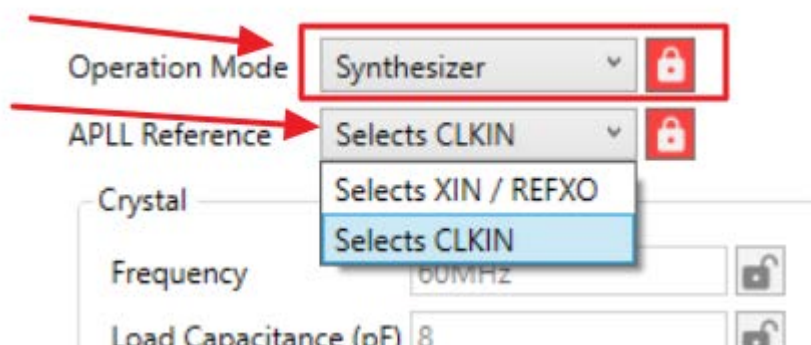 Operation Mode Synthesizer
APLL Reference Selects CLKIN
Selects XIN / REFXO
Crystal
Selects CLKIN
Frequency 60MHz
Load Capacitance (pF) 8